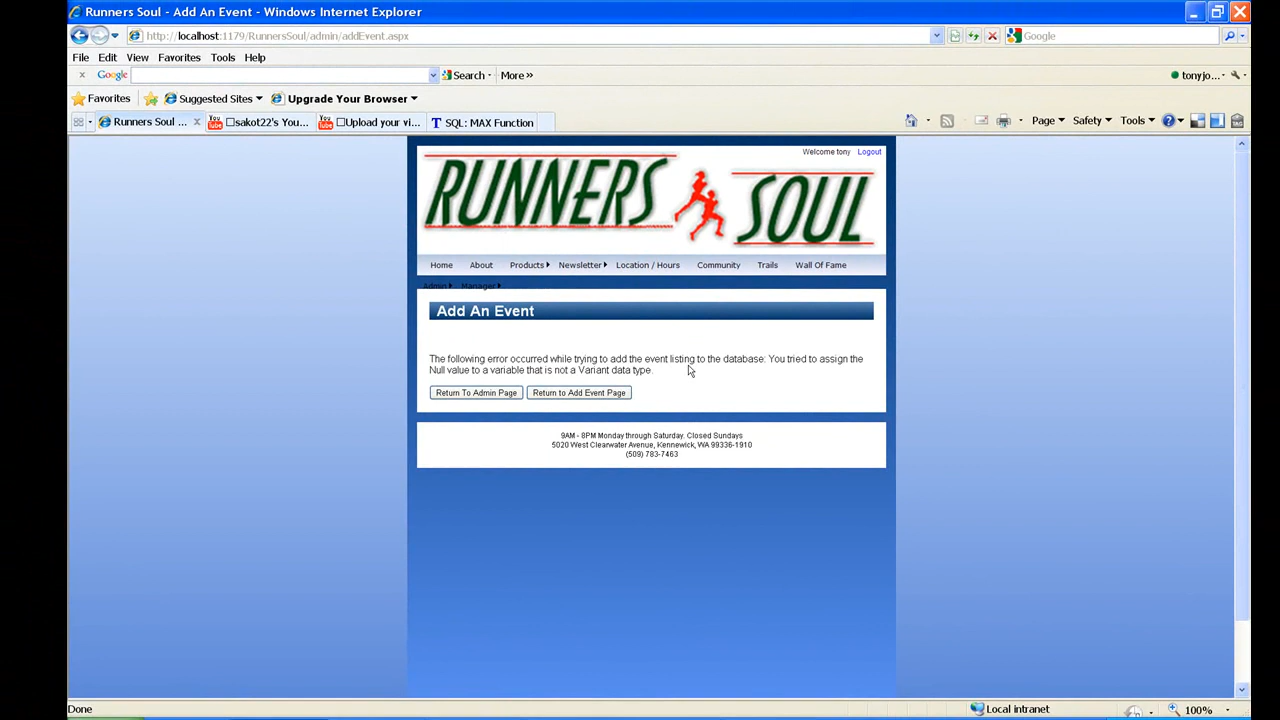 Runners Soul - Add An Event - Windows Internet Explorer
http://localhost:1179/RunnersSoul/admin/addEvent.aspx
Google
File Edit View Favorites Tools Help
x Google Search More »
tonyjo...
Favorites Suggested Sites Upgrade Your Browser
Runners Soul ... x
sakot22's You...
Upload your vi...
SQL: MAX Function
Page Safety Tools
Welcome tony Logout
RUNNERS SOUL
Home About Products Newsletter Location / Hours Community Trails Wall Of Fame
Admin Manager
Add An Event
The following error occurred while trying to add the event listing to the database: You tried to assign the
Null value to a variable that is not a Variant data type.
Return To Admin Page Return to Add Event Page
9AM - 8PM Monday through Saturday. Closed Sundays
5020 West Clearwater Avenue, Kennewick, WA 99336-1910
(509) 783-7463
Done Local intranet 100%